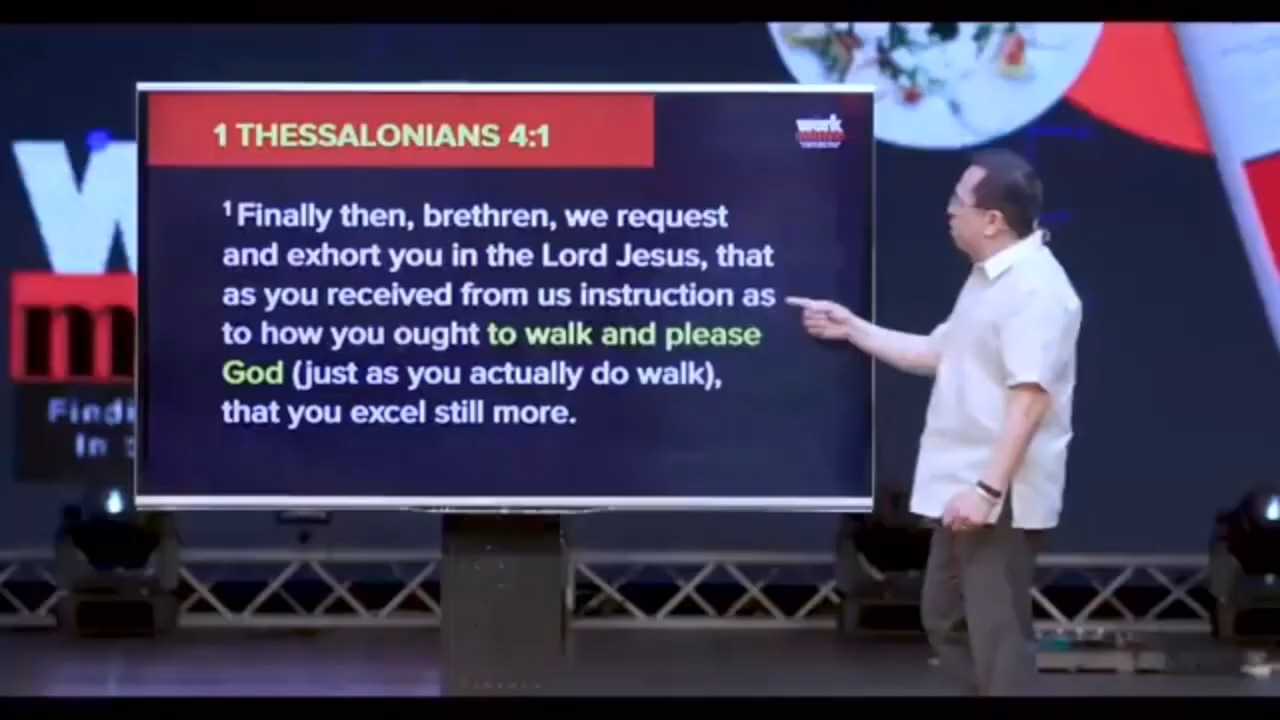 1 THESSALONIANS 4:1
work
1 Finally then, brethren, we request
and exhort you in the Lord Jesus, that
as you received from us instruction as
to how you ought to walk and please
God (just as you actually do walk),
that you excel still more.